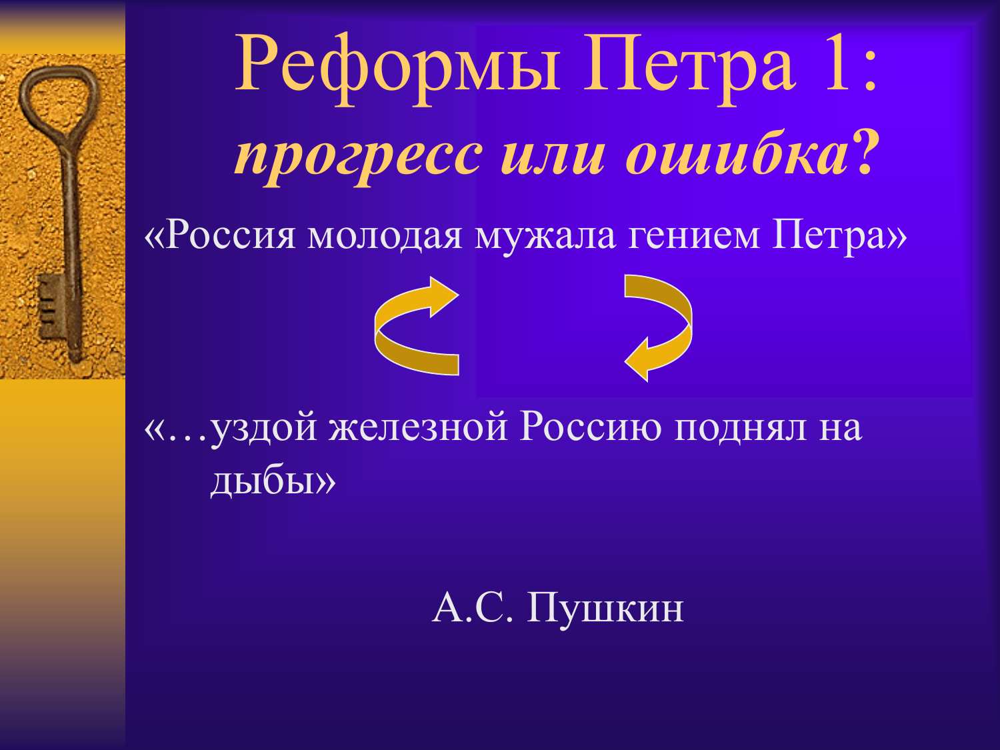 Реформы Петра 1:
прогресс или ошибка?
«Россия молодая мужала гением Петра»
«…уздой железной Россию поднял на
дыбы»
А.С. Пушкин